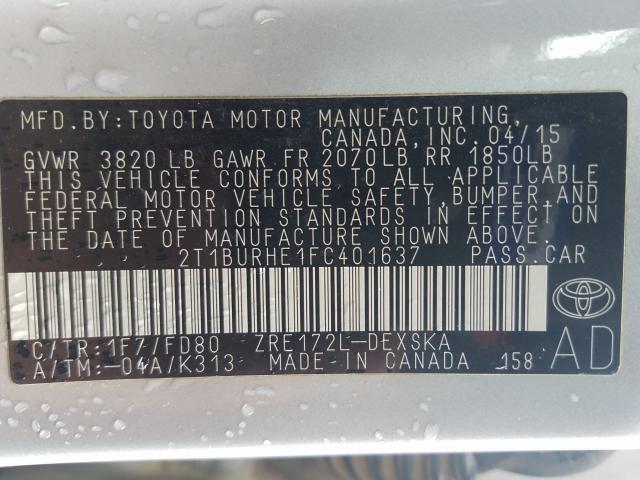 MFD.BY:TOYOTA MOTOR MANUFACTURING,
CANADA,INC.04/15
GVWR 3820 LB GAWR FR 2070LB RR 1850LB
THIS VEHICLE CONFORMS TO ALL APPLICABLE
FEDERAL MOTOR VEHICLE SAFETY,BUMPER,AND
THEFT PREVENTION STANDARDS IN EFFECT ON
THE DATE OF MANUFACTURE SHOWN ABOVE.
2T1BURHE1FC401637 PASS.CAR
C/TR:1F7/FD80 ZRE172L-DEXSKA
A/TM:-04A/K313 MADE IN CANADA 158
AD